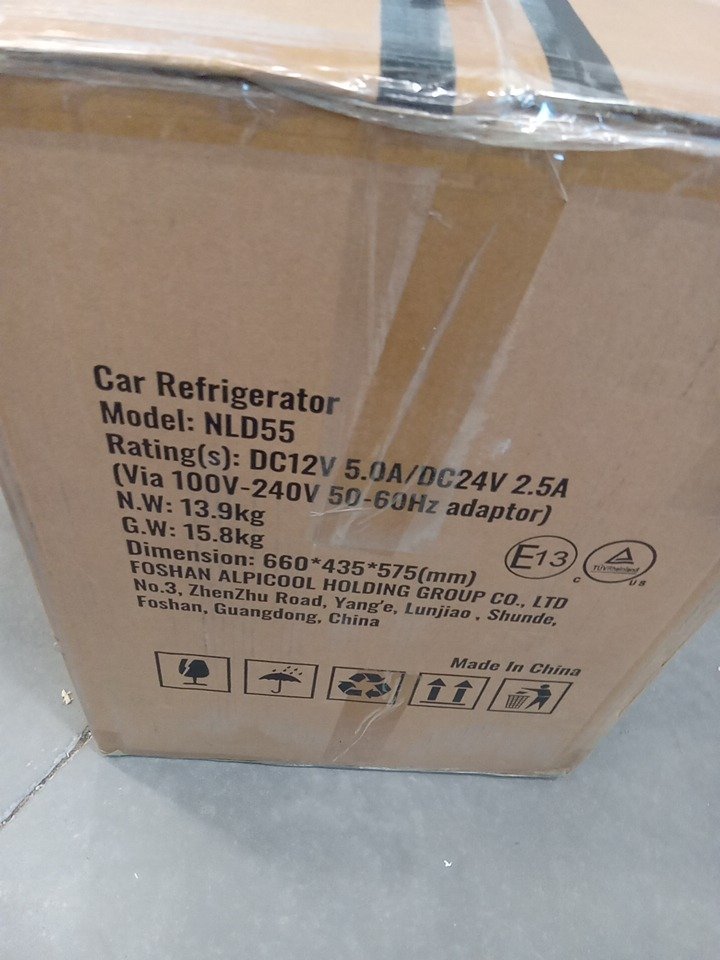 Car Refrigerator
Model: NLD55
Rating(s): DC12V 5.0A/DC24V 2.5A
(Via 100V-240V 50-60Hz adaptor)
N.W: 13.9kg
G.W: 15.8kg
Dimension: 660*435*575(mm)
FOSHAN ALPICOOL HOLDING GROUP CO., LTD
No.3, ZhenZhu Road, Yang'e, Lunjiao , Shunde,
Foshan, Guangdong, China
E13
TÜVRheinland
C US
Made In China